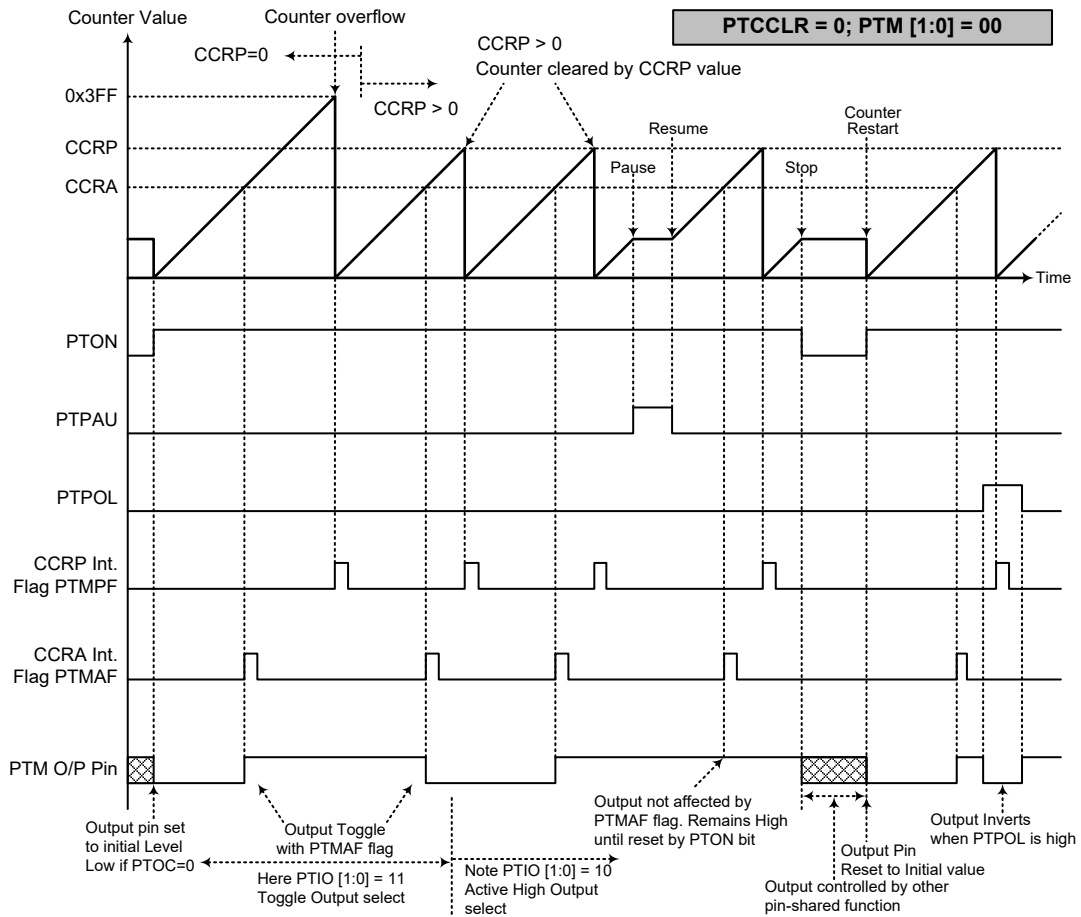 Counter Value
Counter overflow
PTCCLR = 0; PTM [1:0] = 00
CCRP=0
CCRP > 0
CCRP > 0
Counter cleared by CCRP value
0x3FF
CCRP
CCRA
Pause
Resume
Stop
Counter
Restart
Time
PTON
PTPAU
PTPOL
CCRP Int.
Flag PTMPF
CCRA Int.
Flag PTMAF
PTM O/P Pin
Output pin set
to initial Level
Low if PTOC=0
Output Toggle
with PTMAF flag
Here PTIO [1:0] = 11
Toggle Output select
Note PTIO [1:0] = 10
Active High Output
select
Output not affected by
PTMAF flag. Remains High
until reset by PTON bit
Output Pin
Reset to Initial value
Output controlled by other
pin-shared function
Output Inverts
when PTPOL is high